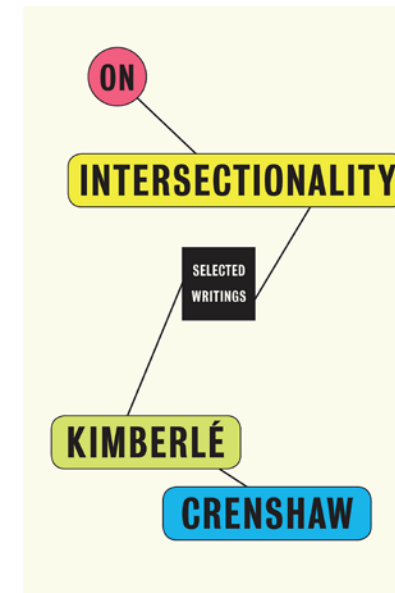 ON
INTERSECTIONALITY
SELECTED
WRITINGS
KIMBERLÉ
CRENSHAW